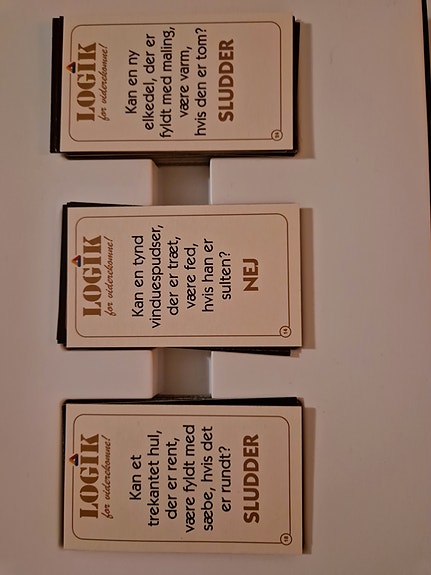 LOGIK
for viderekomne!
Kan en ny
elkedel, der er
fyldt med maling,
være varm,
hvis den er tom?
SLUDDER
LOGIK
for viderekomne!
Kan en tynd
vinduespudser,
der er træt,
være fed,
hvis han er
sulten?
NEJ
LOGIK
for viderekomne!
Kan et
trekantet hul,
der er rent,
være fyldt med
sæbe, hvis det
er rundt?
SLUDDER